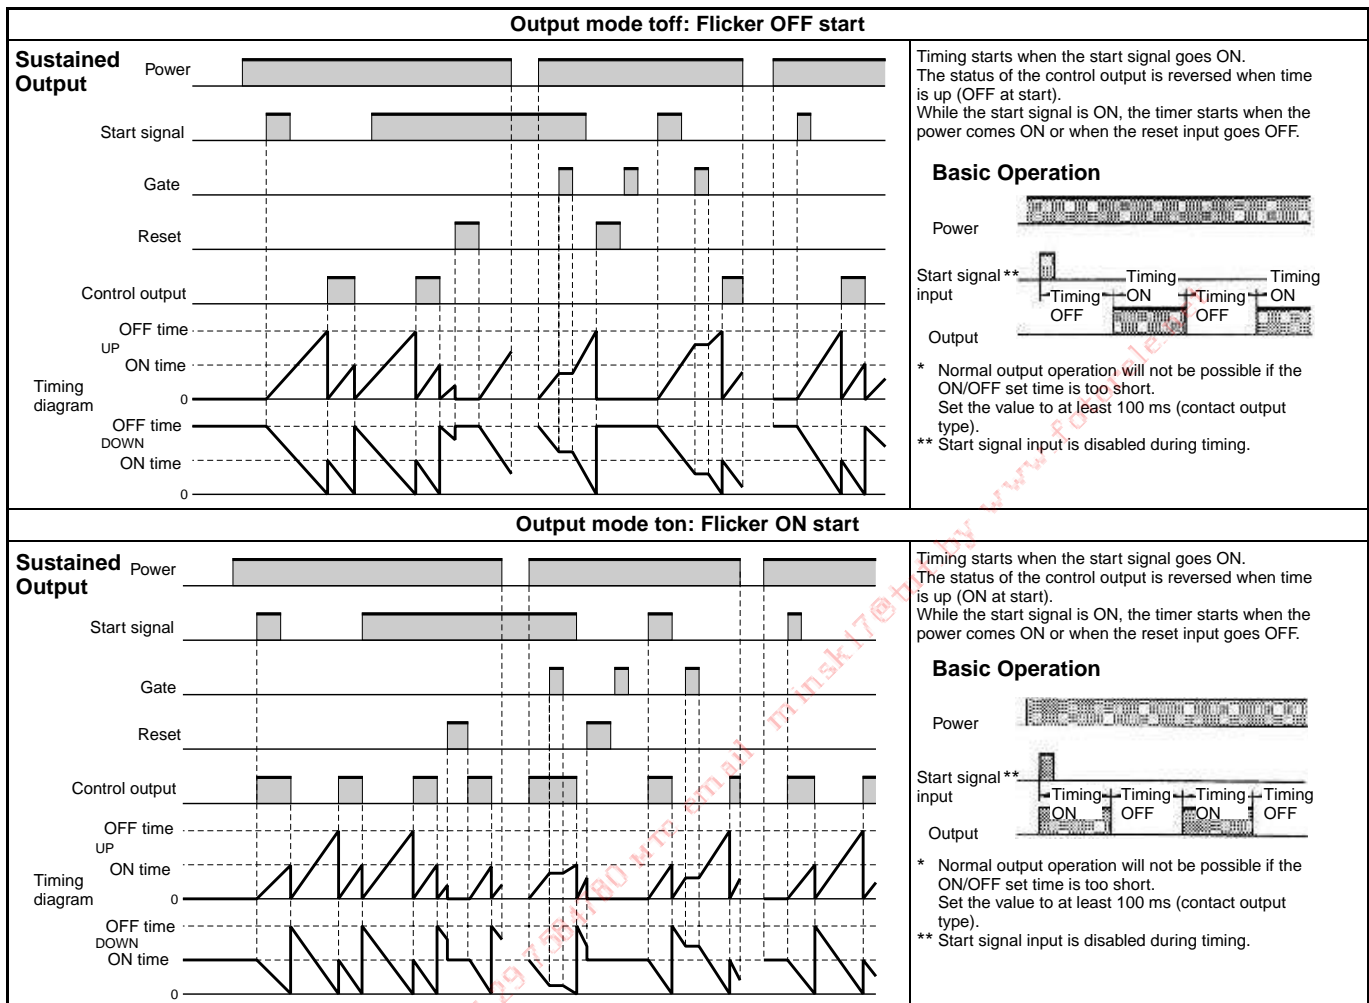 Output mode toff: Flicker OFF start
Sustained
Output
Power
Start signal
Gate
Reset
Control output
OFF time
UP
ON time
Timing
diagram
0
OFF time
DOWN
ON time
0
Timing starts when the start signal goes ON.
The status of the control output is reversed when time
is up (OFF at start).
While the start signal is ON, the timer starts when the
power comes ON or when the reset input goes OFF.
Basic Operation
Power
Start signal **
input
Timing
OFF
Timing
ON
Timing
OFF
Timing
ON
Output
* Normal output operation will not be possible if the
ON/OFF set time is too short.
Set the value to at least 100 ms (contact output
type).
** Start signal input is disabled during timing.
Output mode ton: Flicker ON start
Sustained
Output
Power
Start signal
Gate
Reset
Control output
OFF time
UP
ON time
Timing
diagram
0
OFF time
DOWN
ON time
0
Timing starts when the start signal goes ON.
The status of the control output is reversed when time
is up (ON at start).
While the start signal is ON, the timer starts when the
power comes ON or when the reset input goes OFF.
Basic Operation
Power
Start signal **
input
Timing
ON
Timing
OFF
Timing
ON
Timing
OFF
Output
* Normal output operation will not be possible if the
ON/OFF set time is too short.
Set the value to at least 100 ms (contact output
type).
** Start signal input is disabled during timing.
29 7584780 MTC email minsk17@tut.by www.fotorele.net